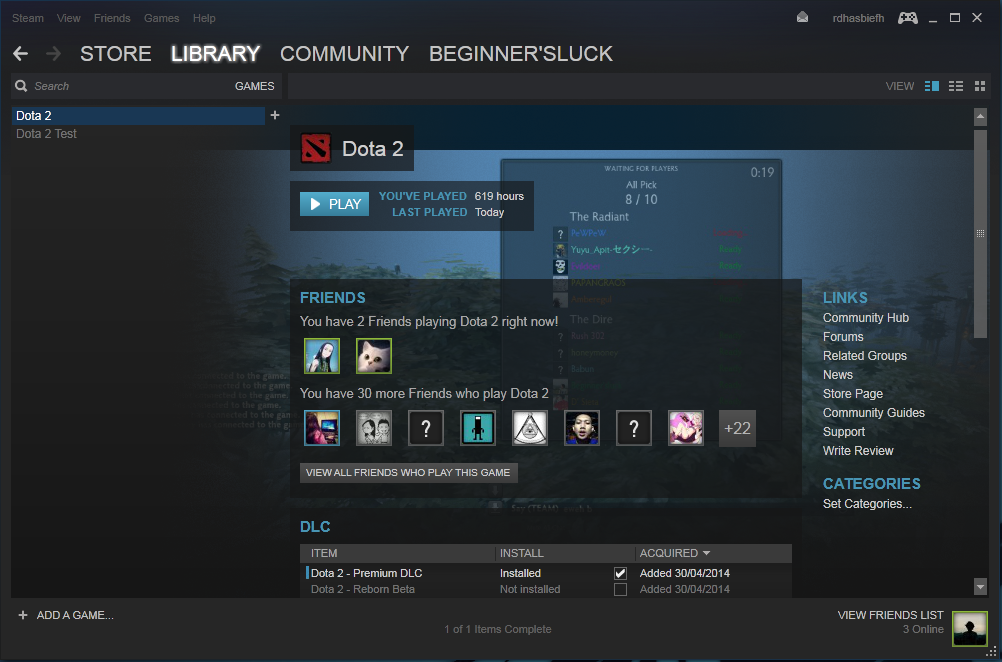 Steam View Friends Games Help
rdhasbiefh
STORE LIBRARY COMMUNITY BEGINNER'SLUCK
Search GAMES
VIEW
Dota 2
Dota 2 Test
Dota 2
PLAY
YOU'VE PLAYED 619 hours
LAST PLAYED Today
WAITING FOR PLAYERS
0:19
All Pick
8 / 10
The Radiant
PeWPeW
Yuyu_Apit-セクシー-
Ready
Ready
PAPANGRAOS
The Dire
FRIENDS
You have 2 Friends playing Dota 2 right now!
You have 30 more Friends who play Dota 2
?
?
+22
VIEW ALL FRIENDS WHO PLAY THIS GAME
DLC
ITEM INSTALL ACQUIRED
Dota 2 - Premium DLC Installed Added 30/04/2014
Dota 2 - Reborn Beta Not installed Added 30/04/2014
LINKS
Community Hub
Forums
Related Groups
News
Store Page
Community Guides
Support
Write Review
CATEGORIES
Set Categories...
ADD A GAME...
1 of 1 Items Complete
VIEW FRIENDS LIST
3 Online